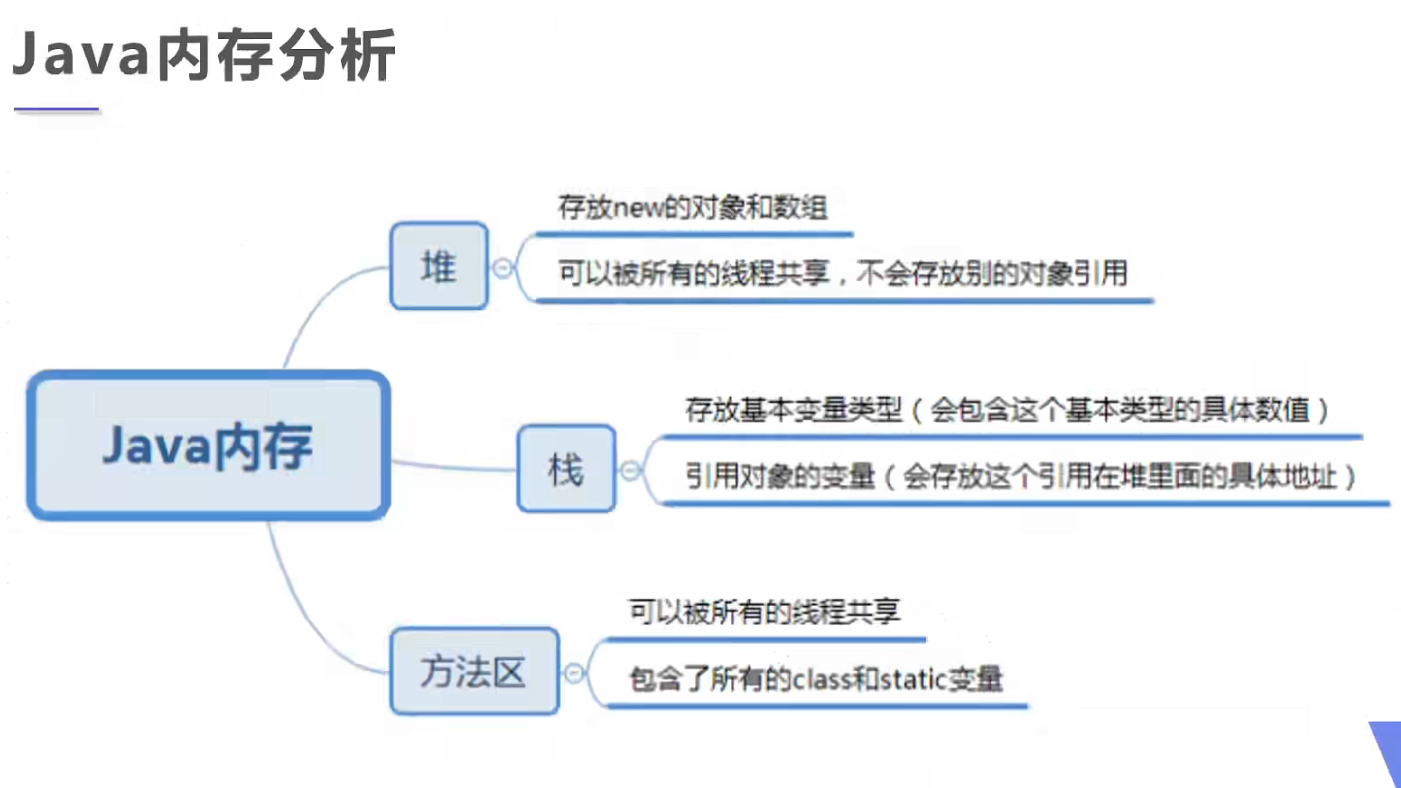 Java内存分析
堆
存放new的对象和数组
可以被所有的线程共享，不会存放别的对象引用
Java内存
栈
存放基本变量类型（会包含这个基本类型的具体数值）
引用对象的变量（会存放这个引用在堆里面的具体地址）
方法区
可以被所有的线程共享
包含了所有的class和static变量